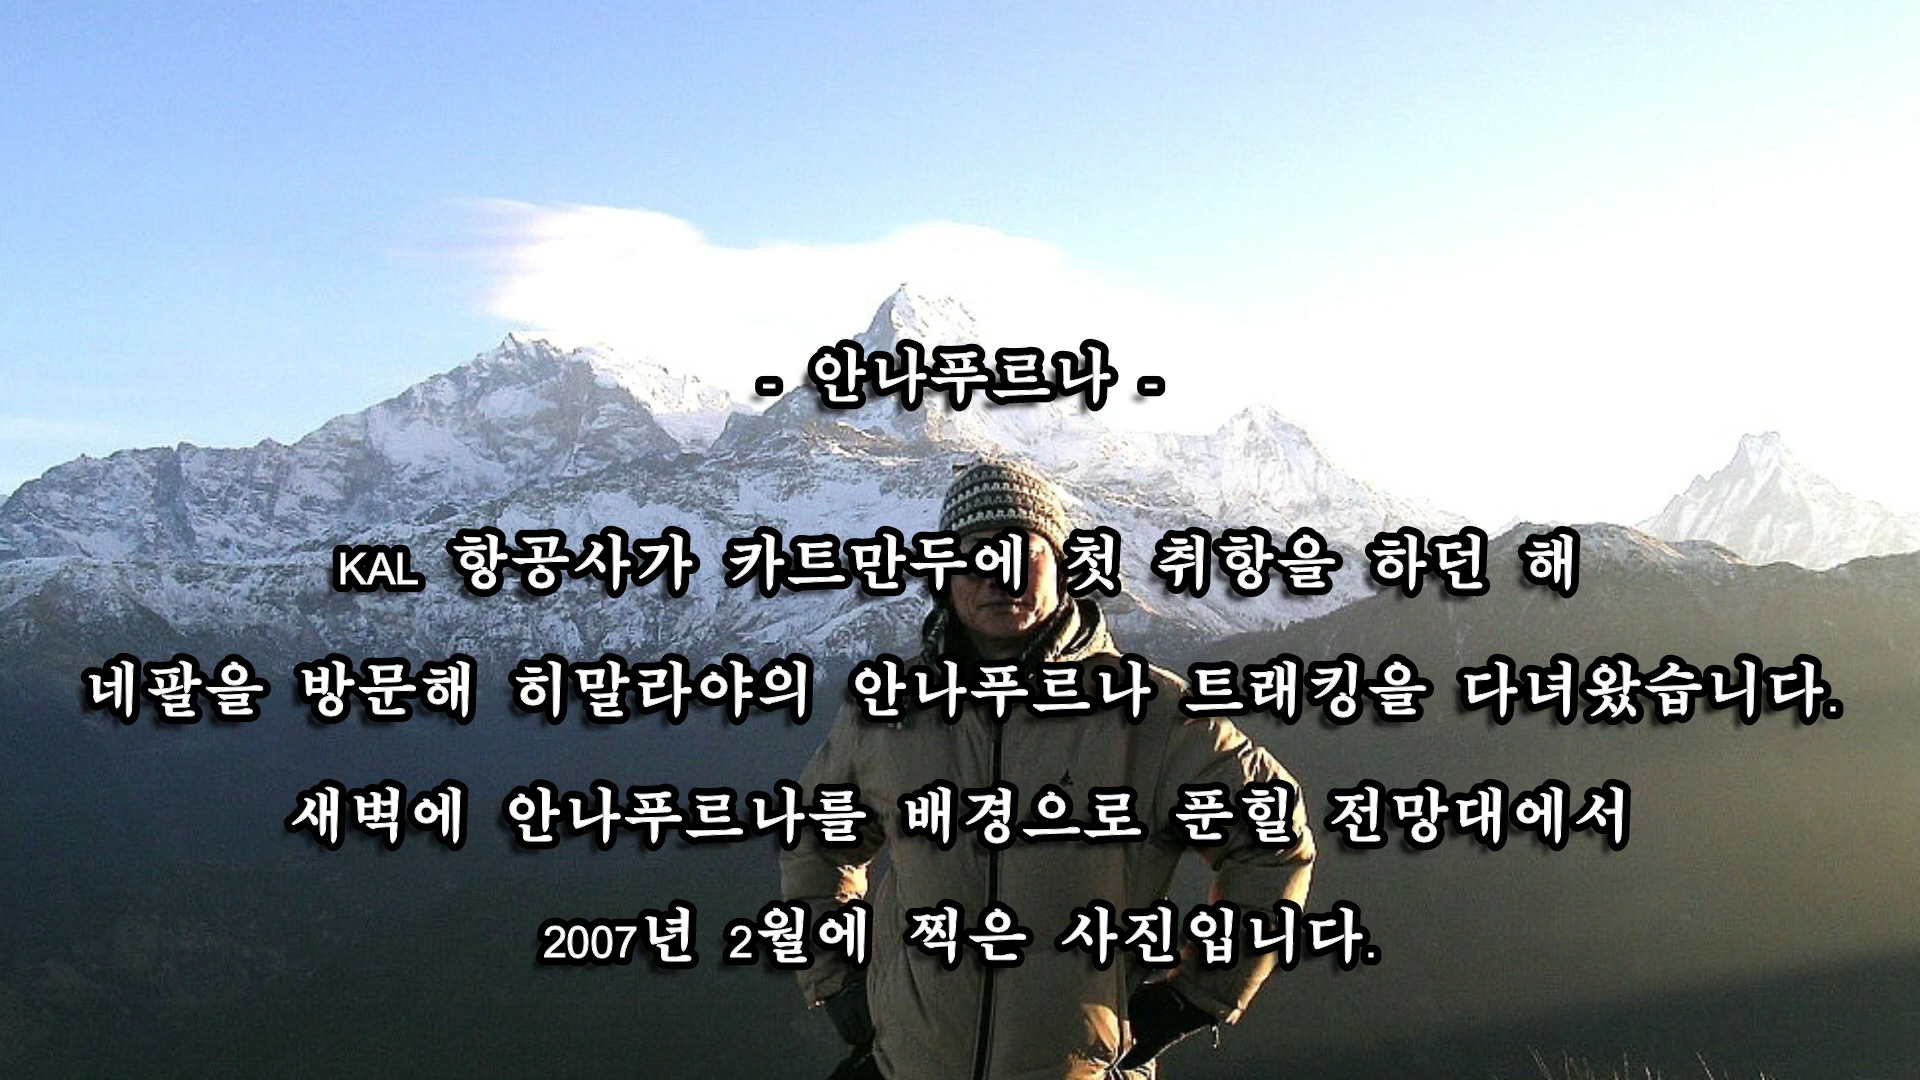 - 안나푸르나 -
KAL 항공사가 카트만두에 첫 취항을 하던 해
네팔을 방문해 히말라야의 안나푸르나 트래킹을 다녀왔습니다.
새벽에 안나푸르나를 배경으로 푼힐 전망대에서
2007년 2월에 찍은 사진입니다.